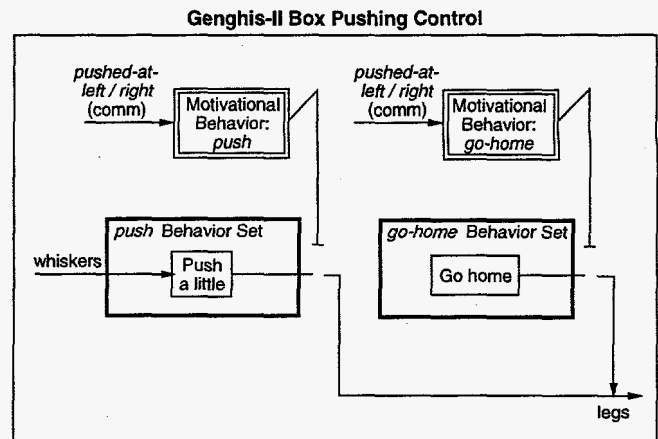 Genghis-II Box Pushing Control
pushed-at-
left / right
(comm)
Motivational
Behavior:
push
pushed-at-
left / right
(comm)
Motivational
Behavior:
go-home
push Behavior Set
whiskers
Push
a little
go-home Behavior Set
Go home
legs